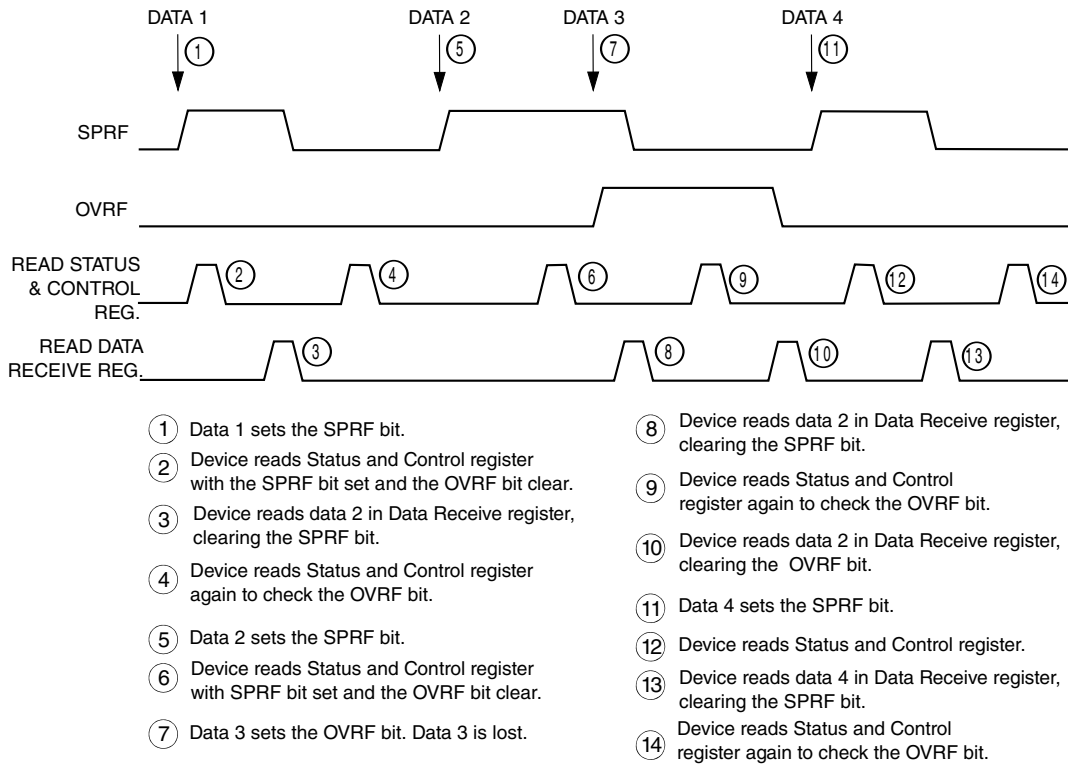 DATA 1 DATA 2 DATA 3 DATA 4
1 5 7 11
SPRF
OVRF
READ STATUS
& CONTROL
REG.
2 4 6 9 12 14
READ DATA
RECEIVE REG.
3 8 10 13
1 Data 1 sets the SPRF bit.
2 Device reads Status and Control register
with the SPRF bit set and the OVRF bit clear.
3 Device reads data 2 in Data Receive register,
clearing the SPRF bit.
4 Device reads Status and Control register
again to check the OVRF bit.
5 Data 2 sets the SPRF bit.
6 Device reads Status and Control register
with SPRF bit set and the OVRF bit clear.
7 Data 3 sets the OVRF bit. Data 3 is lost.
8 Device reads data 2 in Data Receive register,
clearing the SPRF bit.
9 Device reads Status and Control
register again to check the OVRF bit.
10 Device reads data 2 in Data Receive register,
clearing the OVRF bit.
11 Data 4 sets the SPRF bit.
12 Device reads Status and Control register.
13 Device reads data 4 in Data Receive register,
clearing the SPRF bit.
14 Device reads Status and Control
register again to check the OVRF bit.